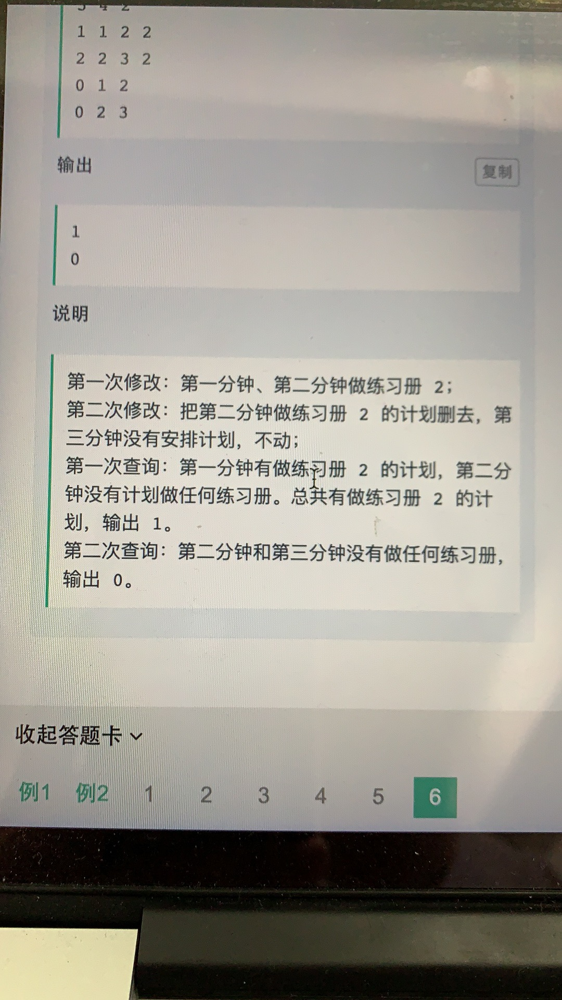 3 4 2
1 1 2 2
2 2 3 2
0 1 2
0 2 3
输出
复制
1
0
说明
第一次修改：第一分钟、第二分钟做练习册 2；
第二次修改：把第二分钟做练习册 2 的计划删去，第
三分钟没有安排计划，不动；
第一次查询：第一分钟有做练习册 2 的计划，第二分
钟没有计划做任何练习册。总共有做练习册 2 的计
划，输出 1。
第二次查询：第二分钟和第三分钟没有做任何练习册，
输出 0。
收起答题卡
例1 例2 1 2 3 4 5 6